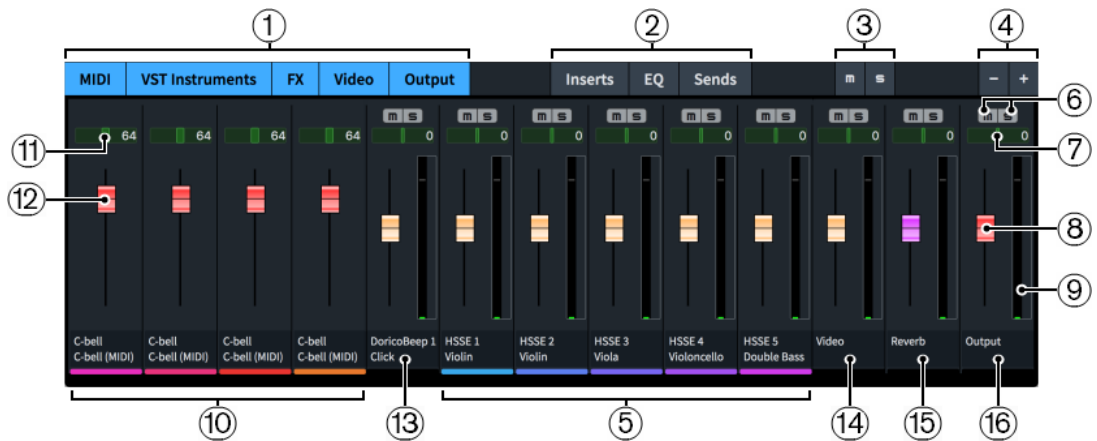 ① ② ③ ④
MIDI VST Instruments FX Video Output Inserts EQ Sends m s - +
m s m s m s m s m s m s m s ⑥
⑪ 64 64 64 64 0 0 0 0 0 0 0 ⑦
⑫ ⑧
⑨
C-bell C-bell C-bell C-bell DoricoBeep 1 HSSE 1 HSSE 2 HSSE 3 HSSE 4 HSSE 5 Video Reverb Output
C-bell (MIDI) C-bell (MIDI) C-bell (MIDI) C-bell (MIDI) Click Violin Violin Viola Violoncello Double Bass
⑩ ⑬ ⑤ ⑭ ⑮ ⑯